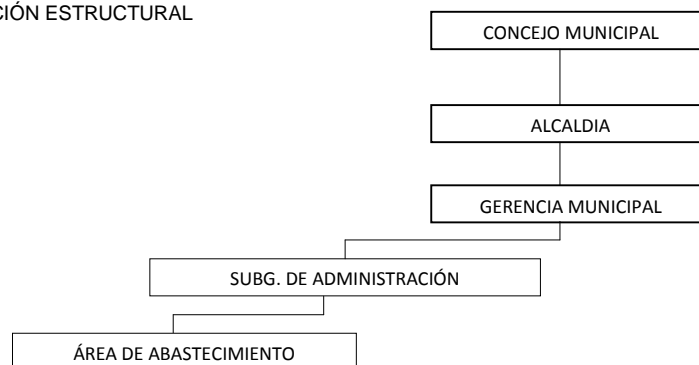 CIÓN ESTRUCTURAL
CONCEJO MUNICIPAL
ALCALDIA
GERENCIA MUNICIPAL
SUBG. DE ADMINISTRACIÓN
ÁREA DE ABASTECIMIENTO